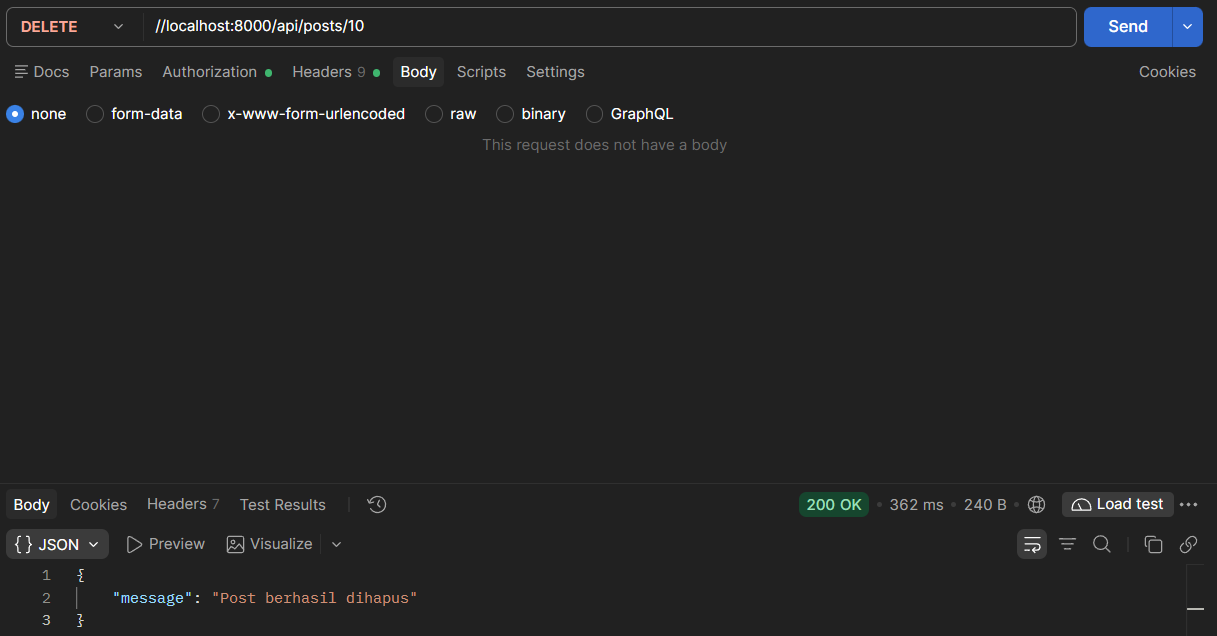 DELETE //localhost:8000/api/posts/10 Send
Docs Params Authorization Headers 9 Body Scripts Settings Cookies
none form-data x-www-form-urlencoded raw binary GraphQL
This request does not have a body
Body Cookies Headers 7 Test Results 200 OK • 362 ms • 240 B • Load test
{} JSON Preview Visualize
1 {
2 "message": "Post berhasil dihapus"
3 }